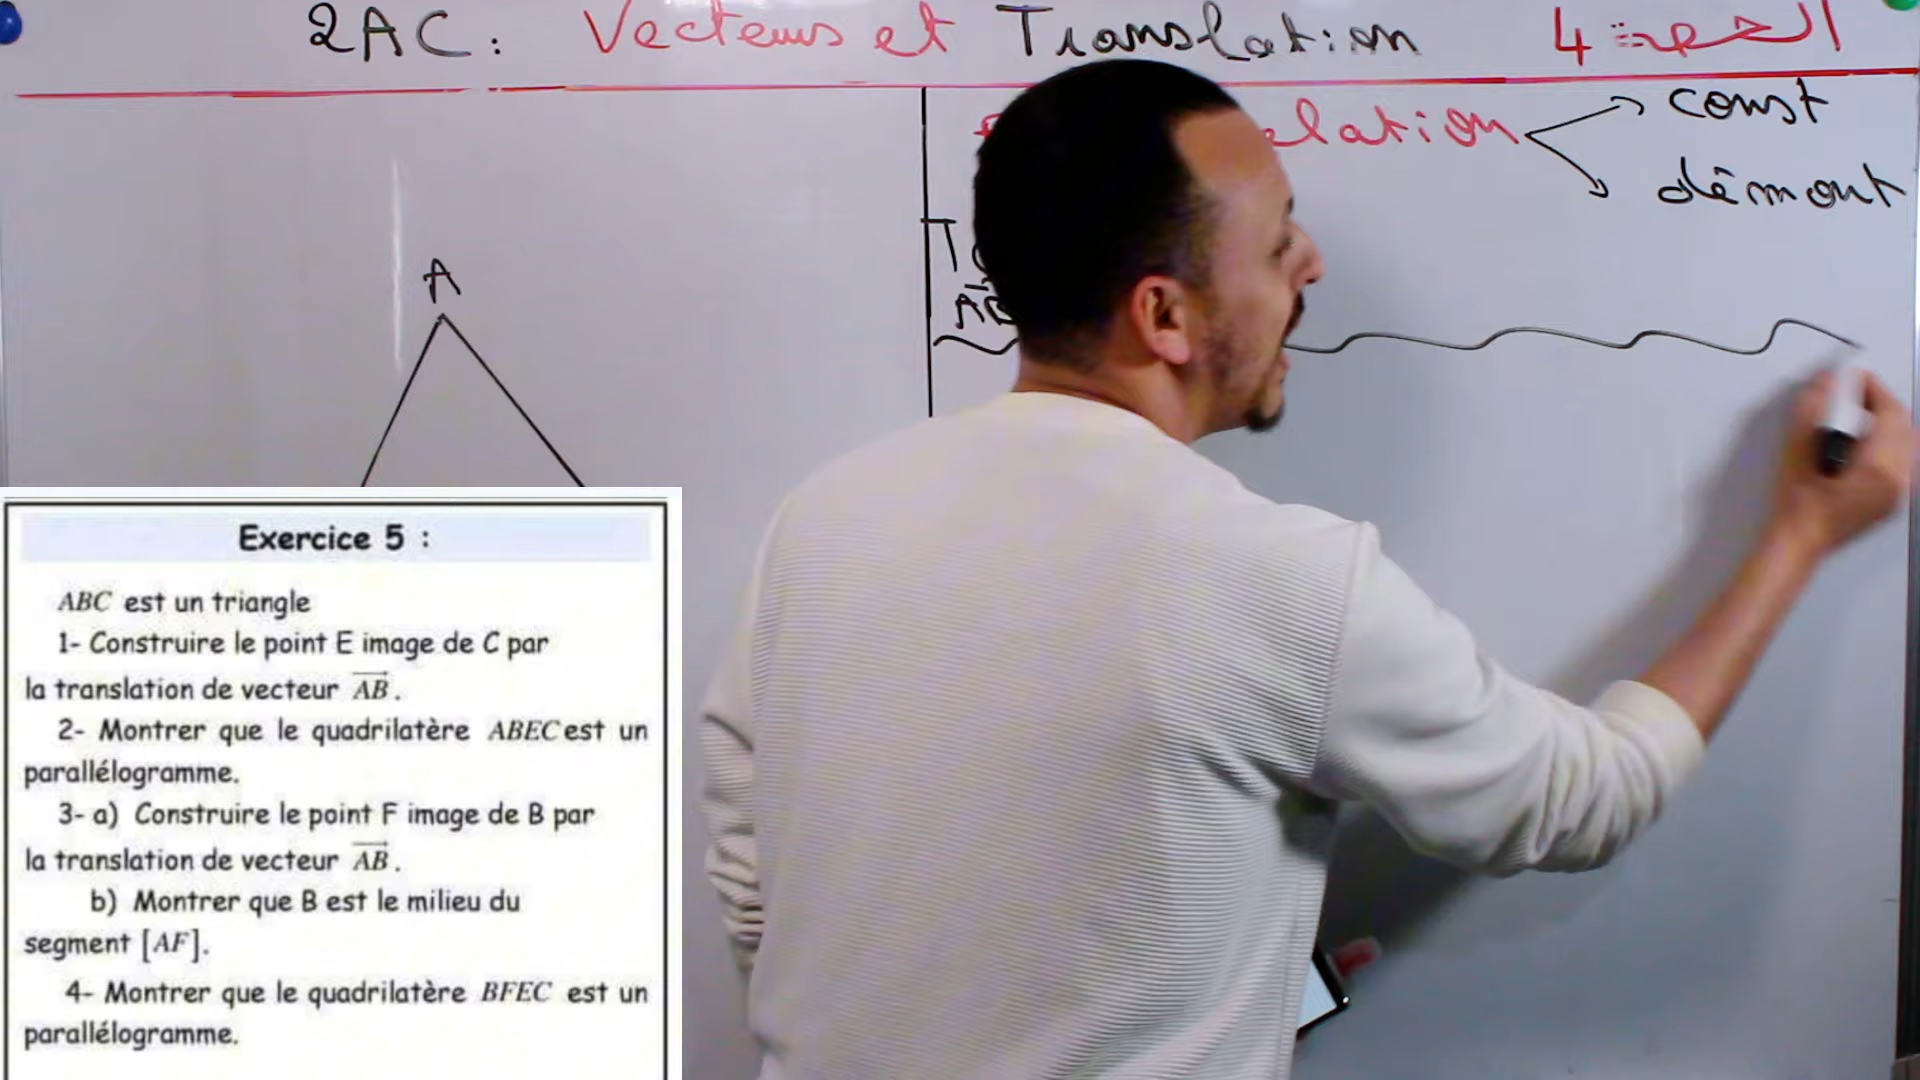 2AC: Vecteurs et Translation الحصة 4
const
démont
A
Exercice 5 :
ABC est un triangle
1- Construire le point E image de C par
la translation de vecteur \overrightarrow{AB}.
2- Montrer que le quadrilatère ABEC est un
parallélogramme.
3- a) Construire le point F image de B par
la translation de vecteur \overrightarrow{AB}.
b) Montrer que B est le milieu du
segment [AF].
4- Montrer que le quadrilatère BFEC est un
parallélogramme.